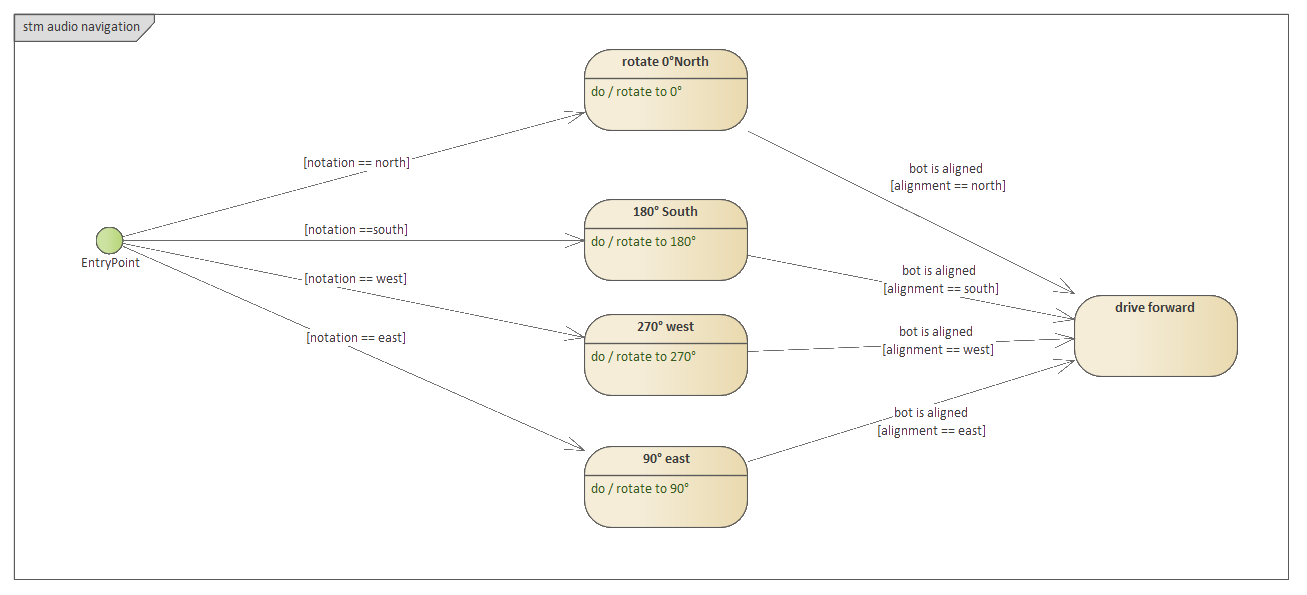 stm audio navigation
rotate 0°North
do / rotate to 0°
[notation == north]
bot is aligned
[alignment == north]
180° South
do / rotate to 180°
[notation ==south]
EntryPoint
bot is aligned
[alignment == south]
[notation == west]
drive forward
270° west
do / rotate to 270°
bot is aligned
[alignment == west]
[notation == east]
bot is aligned
[alignment == east]
90° east
do / rotate to 90°